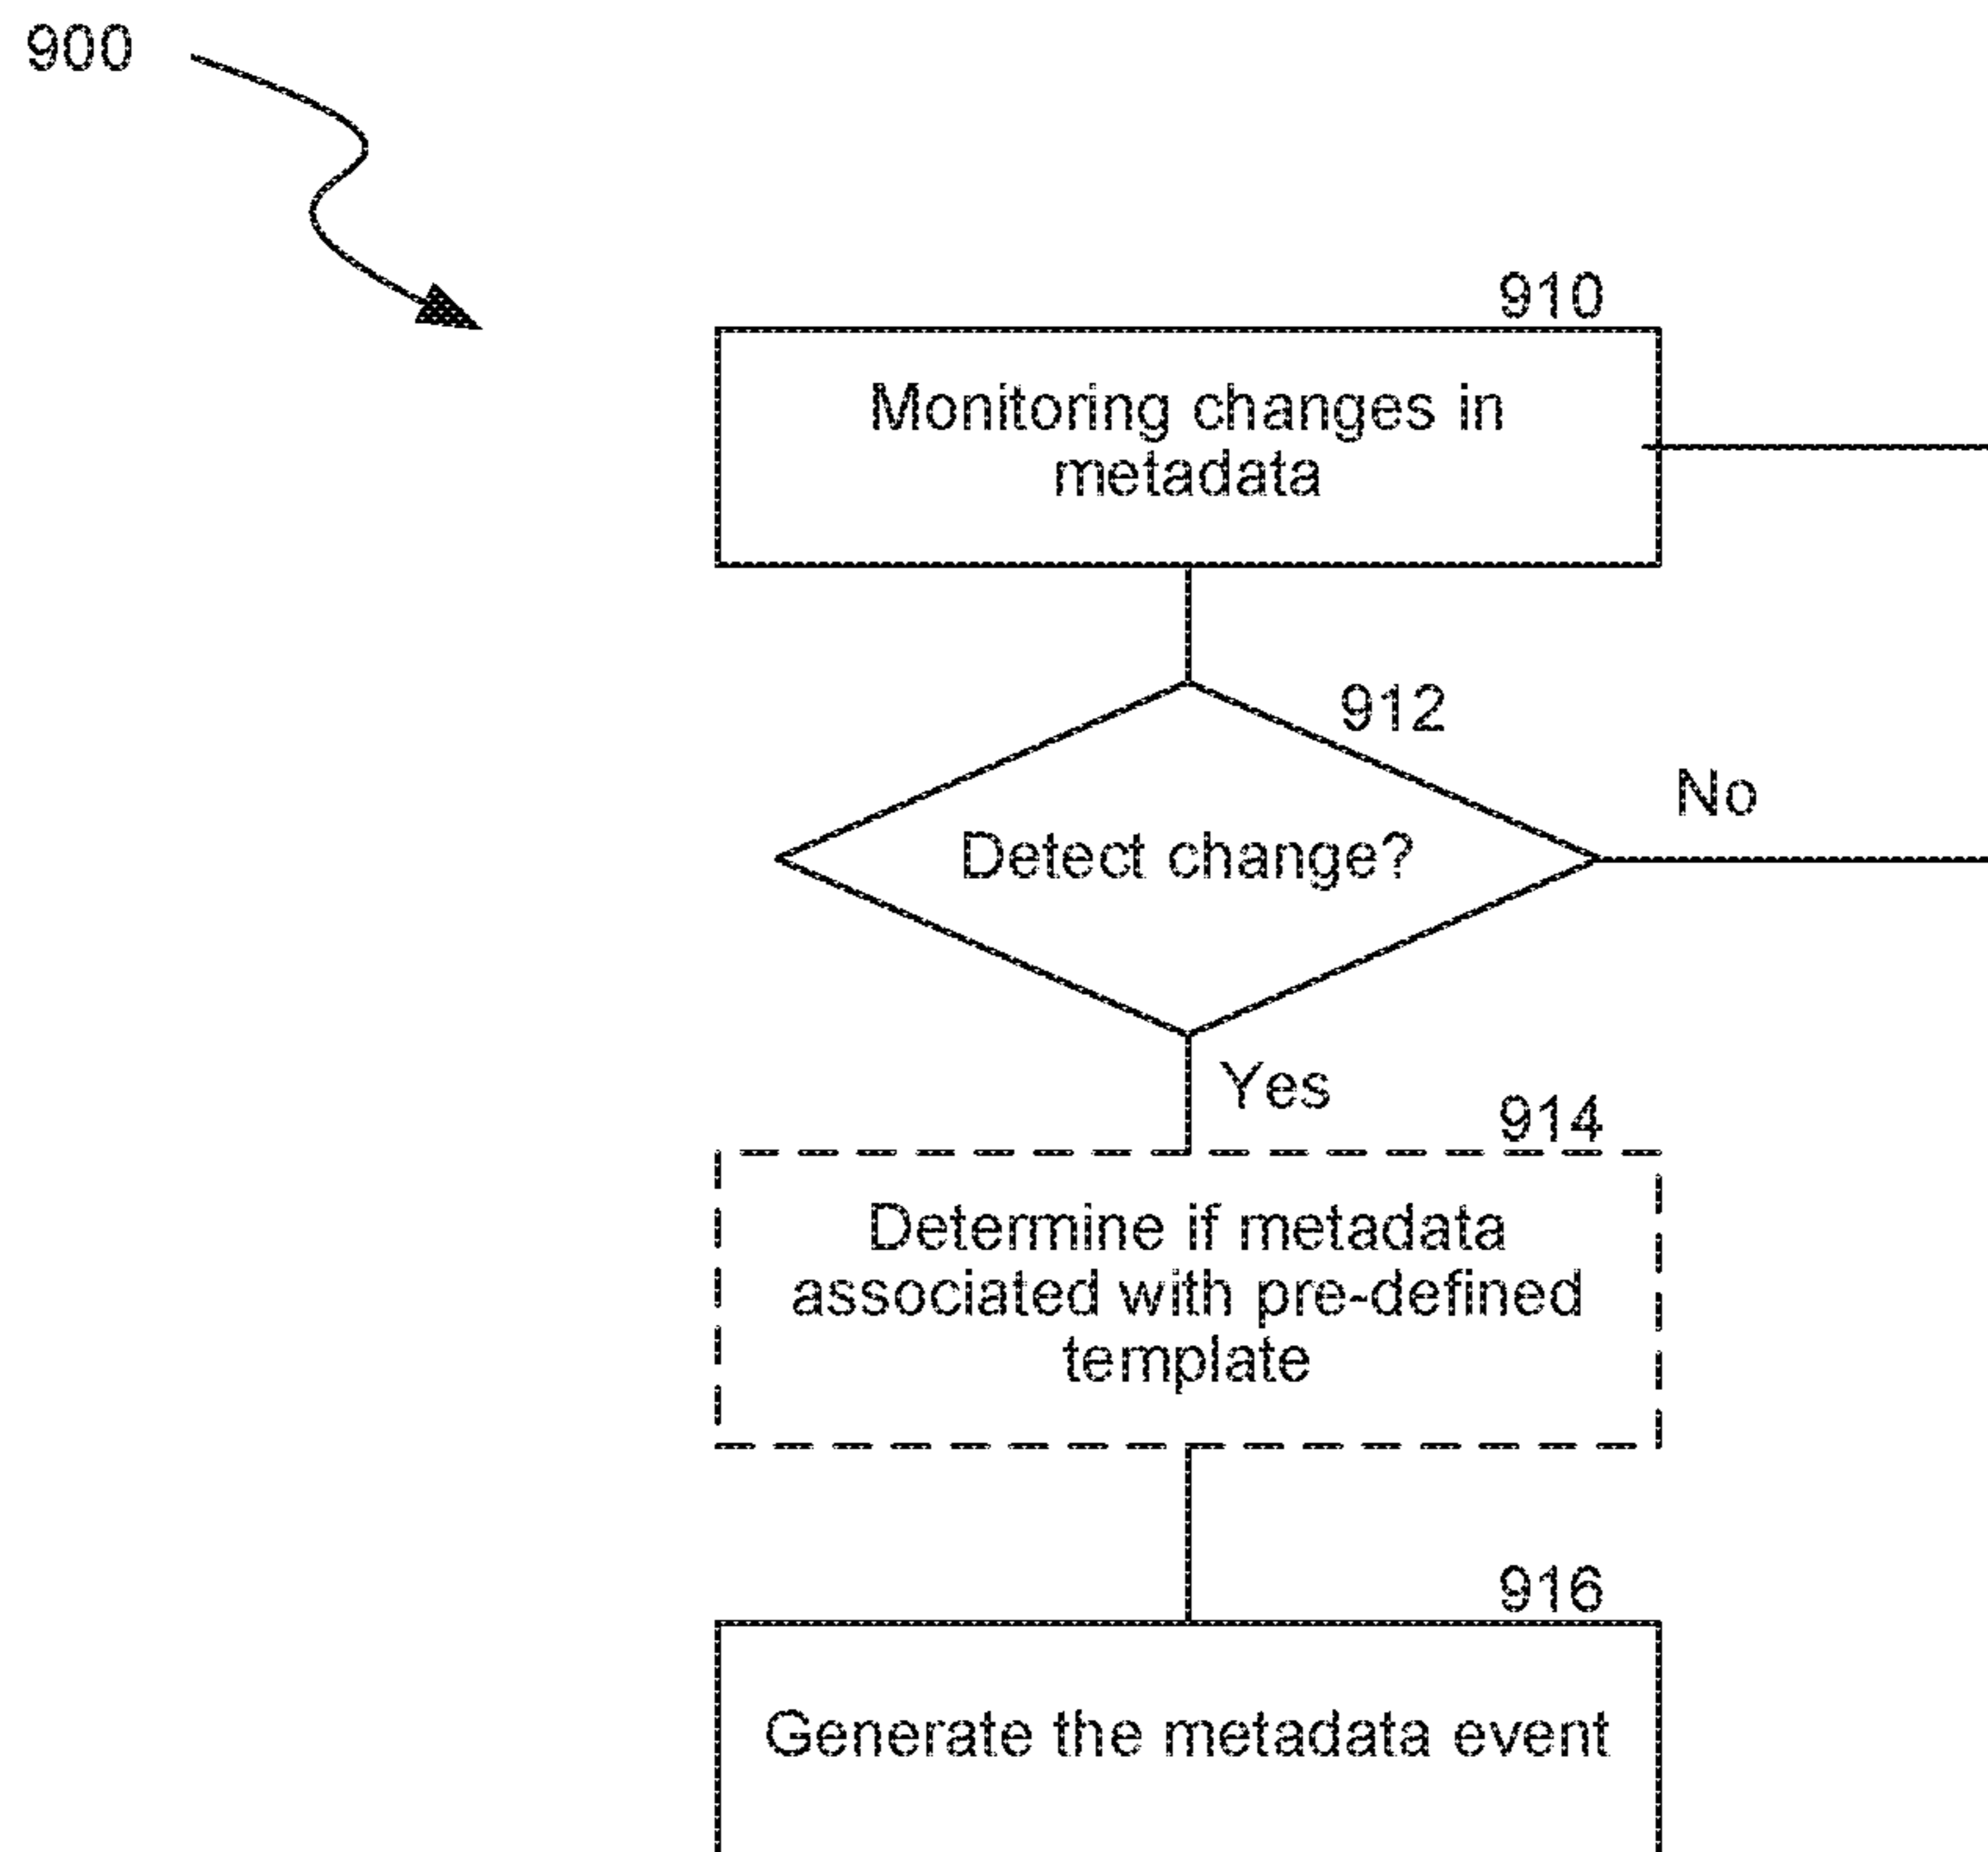 900
910
Monitoring changes in
metadata
912
No
Detect change?
Yes
914
Determine if metadata
associated with pre-defined
template
916
Generate the metadata event